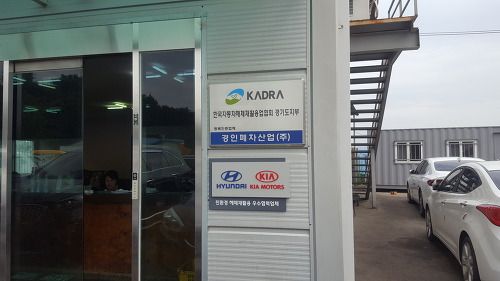 KADRA
한국자동차해체재활용업협회 경기도지부
경인폐차산업(주)
HYUNDAI KIA KIA MOTORS
친환경 해체재활용 우수협력업체